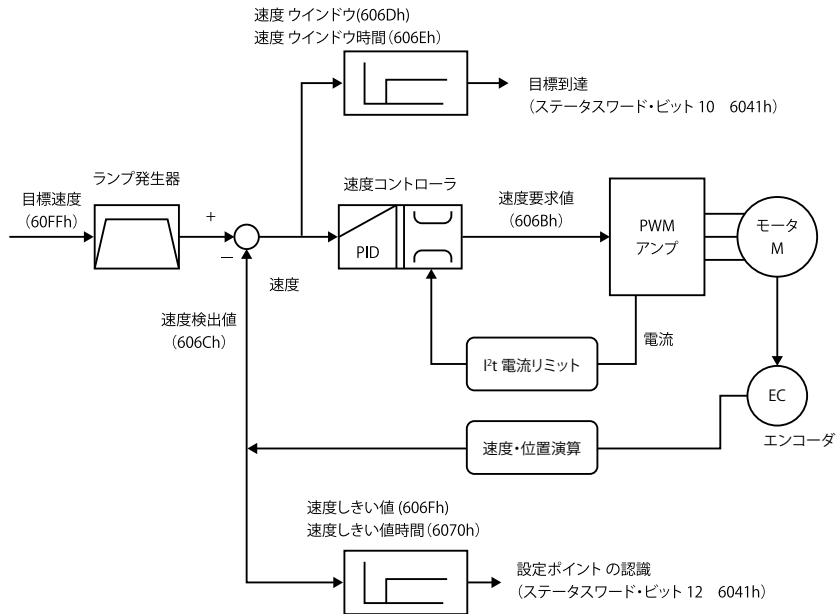 速度 ウインドウ(606Dh)
速度 ウインドウ時間(606Eh)
目標到達
(ステータスワード・ビット 10 6041h)
ランプ発生器
速度コントローラ
目標速度
(60FFh)
+
−
PID
速度要求値
(606Bh)
PWM
アンプ
モータ
M
速度
速度検出値
(606Ch)
I²t 電流リミット
電流
EC
エンコーダ
速度・位置演算
速度しきい値 (606Fh)
速度しきい値時間(6070h)
設定ポイント の認識
(ステータスワード・ビット 12 6041h)